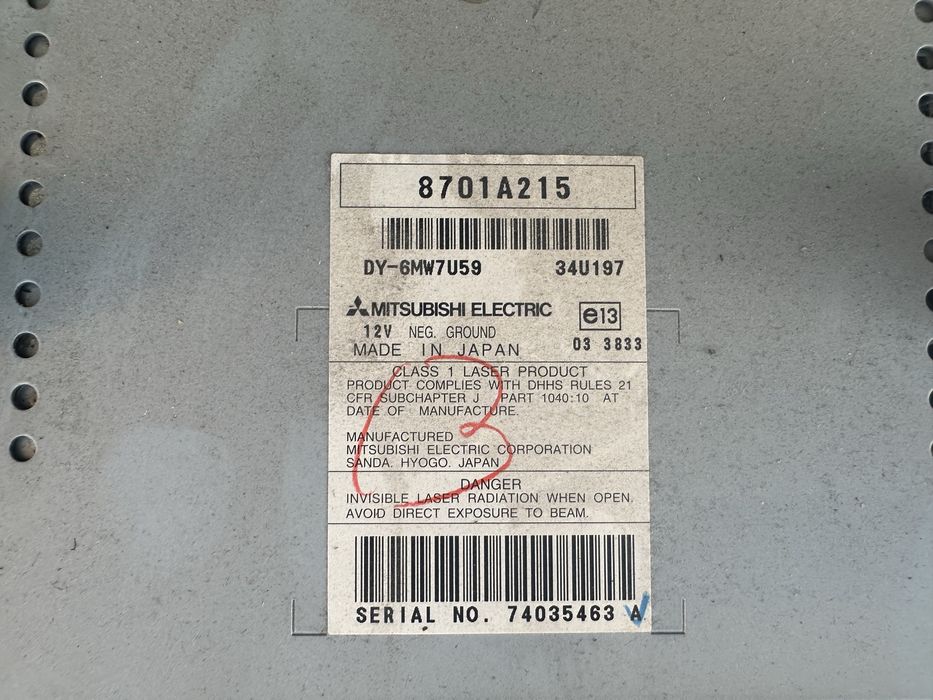 8701A215
DY-6MW7U59 34U197
MITSUBISHI ELECTRIC e13
12V NEG. GROUND
MADE IN JAPAN 03 3833
CLASS 1 LASER PRODUCT
PRODUCT COMPLIES WITH DHHS RULES 21
CFR SUBCHAPTER J PART 1040:10 AT
DATE OF MANUFACTURE.
MANUFACTURED
MITSUBISHI ELECTRIC CORPORATION
SANDA. HYOGO. JAPAN
DANGER
INVISIBLE LASER RADIATION WHEN OPEN.
AVOID DIRECT EXPOSURE TO BEAM.
SERIAL NO. 74035463 A